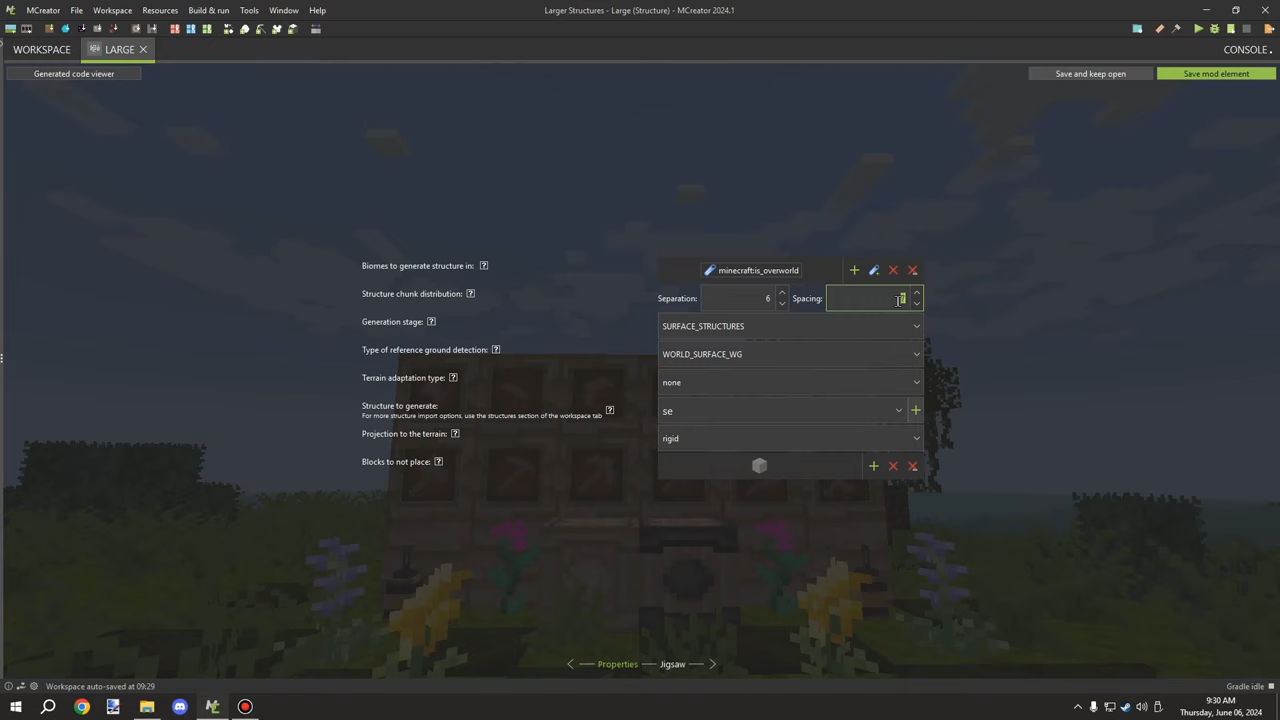 MCreator File Workspace Resources Build & run Tools Window Help Larger Structures - Large (Structure) - MCreator 2024.1
WORKSPACE LARGE CONSOLE
Generated code viewer Save and keep open Save mod element
Biomes to generate structure in: ? minecraft:is_overworld
Structure chunk distribution: ? Separation: 6 Spacing:
Generation stage: ? SURFACE_STRUCTURES
Type of reference ground detection: ? WORLD_SURFACE_WG
Terrain adaptation type: ? none
Structure to generate: ? se
For more structure import options, use the structures section of the workspace tab
Projection to the terrain: ? rigid
Blocks to not place: ?
Properties Jigsaw
Workspace auto-saved at 09:29 Gradle idle
9:30 AM
Thursday, June 06, 2024